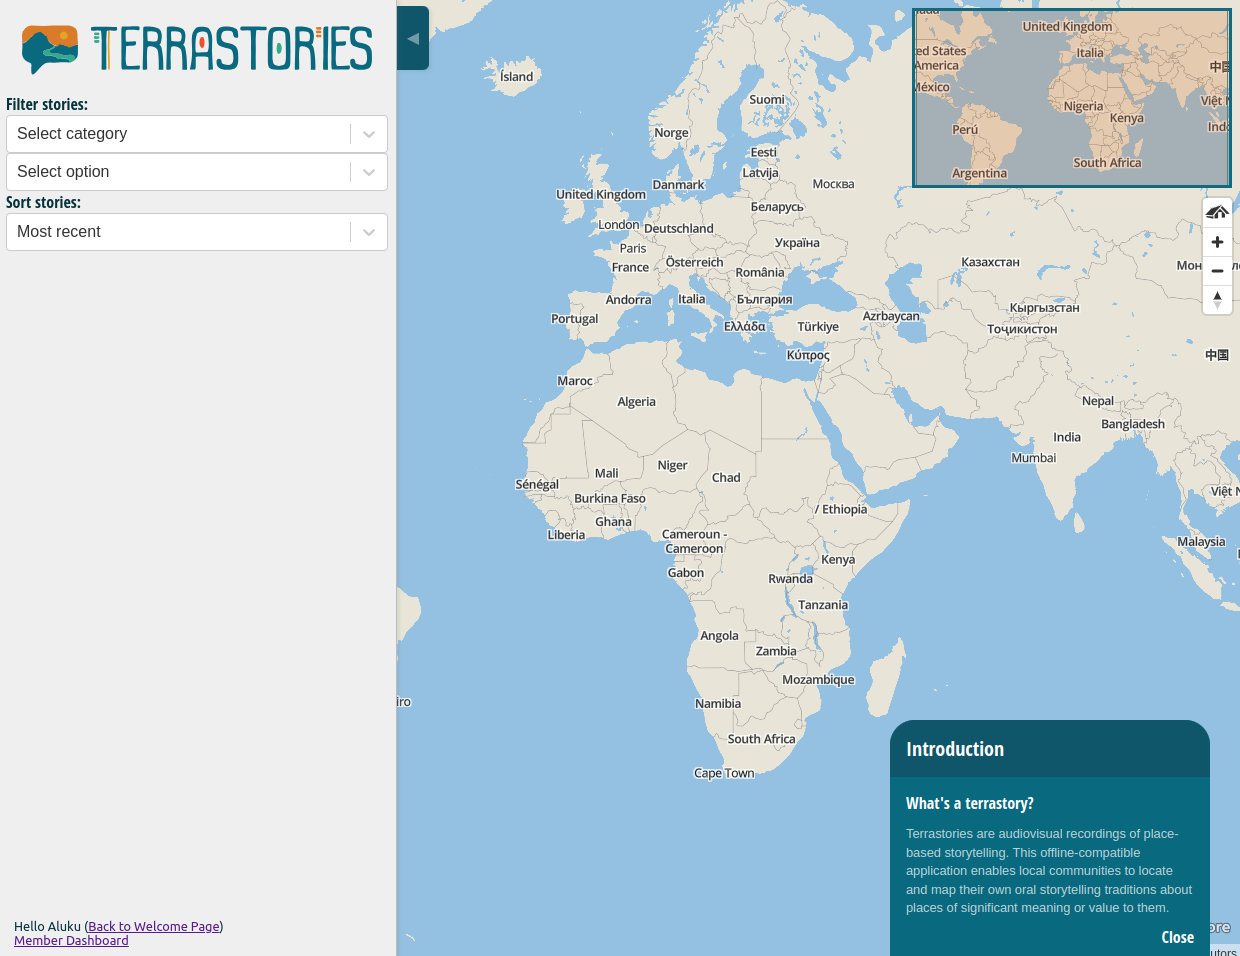 TERRASTORIES
Filter stories:
Select category
Select option
Sort stories:
Most recent
Hello Aluku (Back to Welcome Page)
Member Dashboard
Ísland
Suomi
Norge
Eesti
Latvija
Danmark
Москва
United Kingdom
Беларусь
London
Deutschland
Paris
Україна
France
Österreich
România
Казахстан
Andorra
Italia
България
Portugal
Ελλάδα
Türkiye
Azrbaycan
Кыргызстан
Тоҷикистон
Κύπρος
中国
Maroc
Algeria
Nepal
Bangladesh
India
Mumbai
Mali
Niger
Chad
Sénégal
Burkina Faso
Việt N
Ghana
/ Ethiopia
Liberia
Cameroun -
Cameroon
Malaysia
Kenya
Gabon
Rwanda
Tanzania
Angola
Zambia
Mozambique
iro
Namibia
South Africa
Cape Town
United Kingdom
ted States
America
Italia
中国
México
Nigeria
Việt N
Kenya
Indo
Perú
South Africa
Argentina
Introduction
What's a terrastory?
Terrastories are audiovisual recordings of place-
based storytelling. This offline-compatible
application enables local communities to locate
and map their own oral storytelling traditions about
places of significant meaning or value to them.
Close
utors